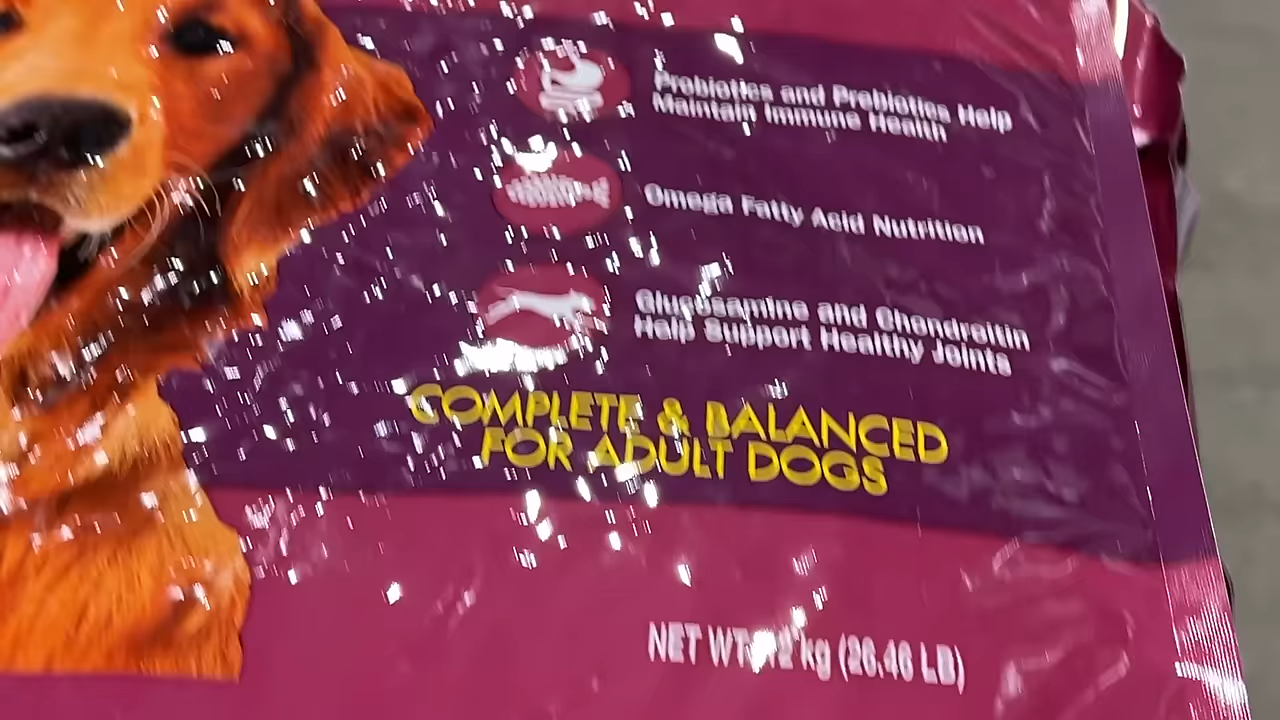 Probiotics and Prebiotics Help
Maintain Immune Health
Omega Fatty Acid Nutrition
Glucosamine and Chondroitin
Help Support Healthy Joints
COMPLETE & BALANCED
FOR ADULT DOGS
NET WT. 12 kg (26.46 LB)